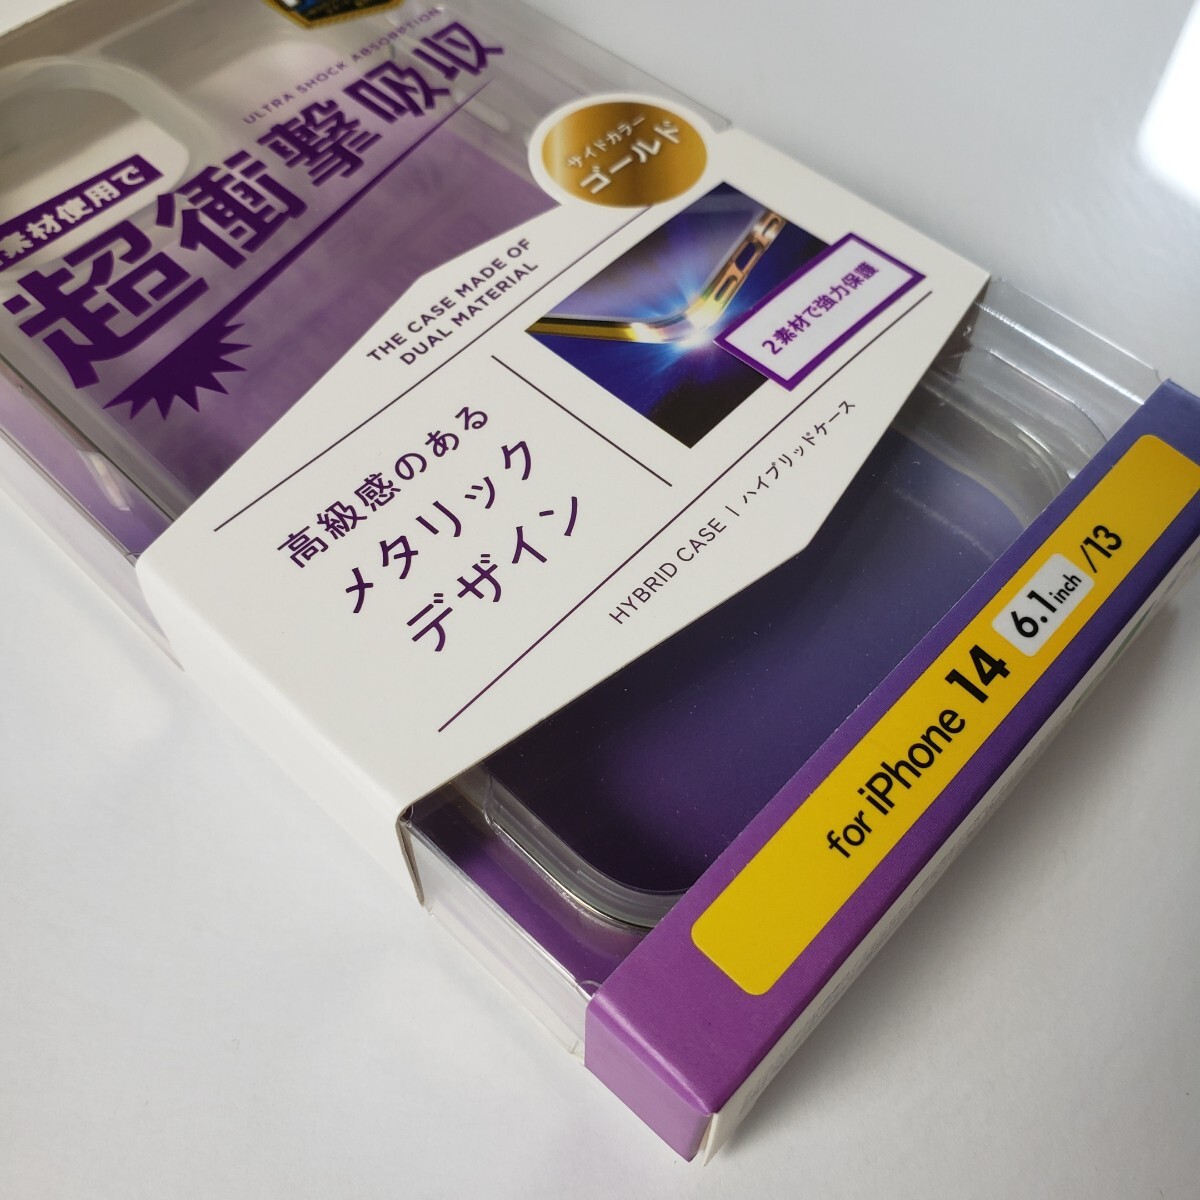 ULTRA SHOCK ABSORPTION
素材使用で
超衝撃吸収
サイドカラー
ゴールド
THE CASE MADE OF
DUAL MATERIAL
2素材で強力保護
高級感のある
メタリック
デザイン
HYBRID CASE | ハイブリッドケース
for iPhone 14 6.1inch /13